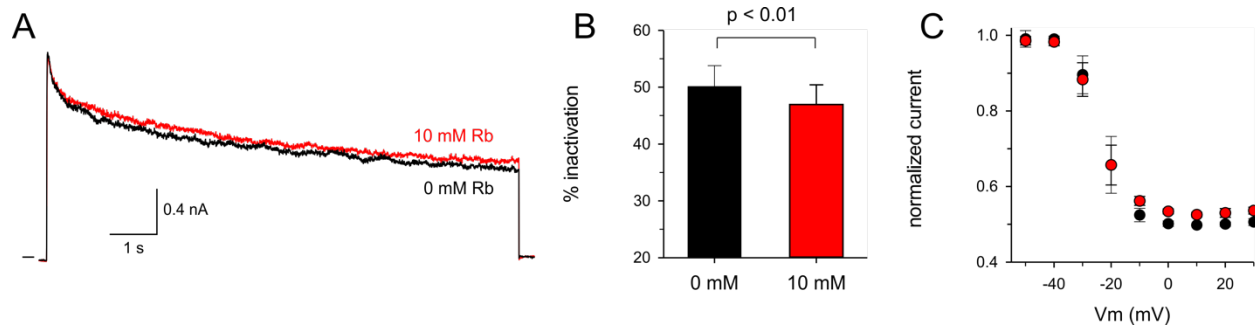 A
10 mM Rb
0 mM Rb
0.4 nA
1 s
B
p < 0.01
% inactivation
60
50
40
30
20
0 mM
10 mM
C
normalized current
1.0
0.8
0.6
0.4
-40
-20
0
20
Vm (mV)